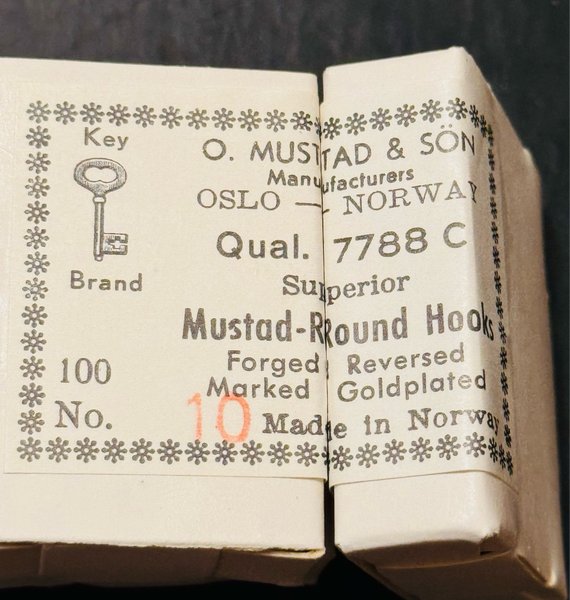 Key
Brand
O. MUSTAD & SÖN
Manufacturers
OSLO — NORWAY
Qual. 7788 C
Superior
Mustad-Round Hooks
Forged Reversed
Marked Goldplated
100
No. 10 Made in Norway